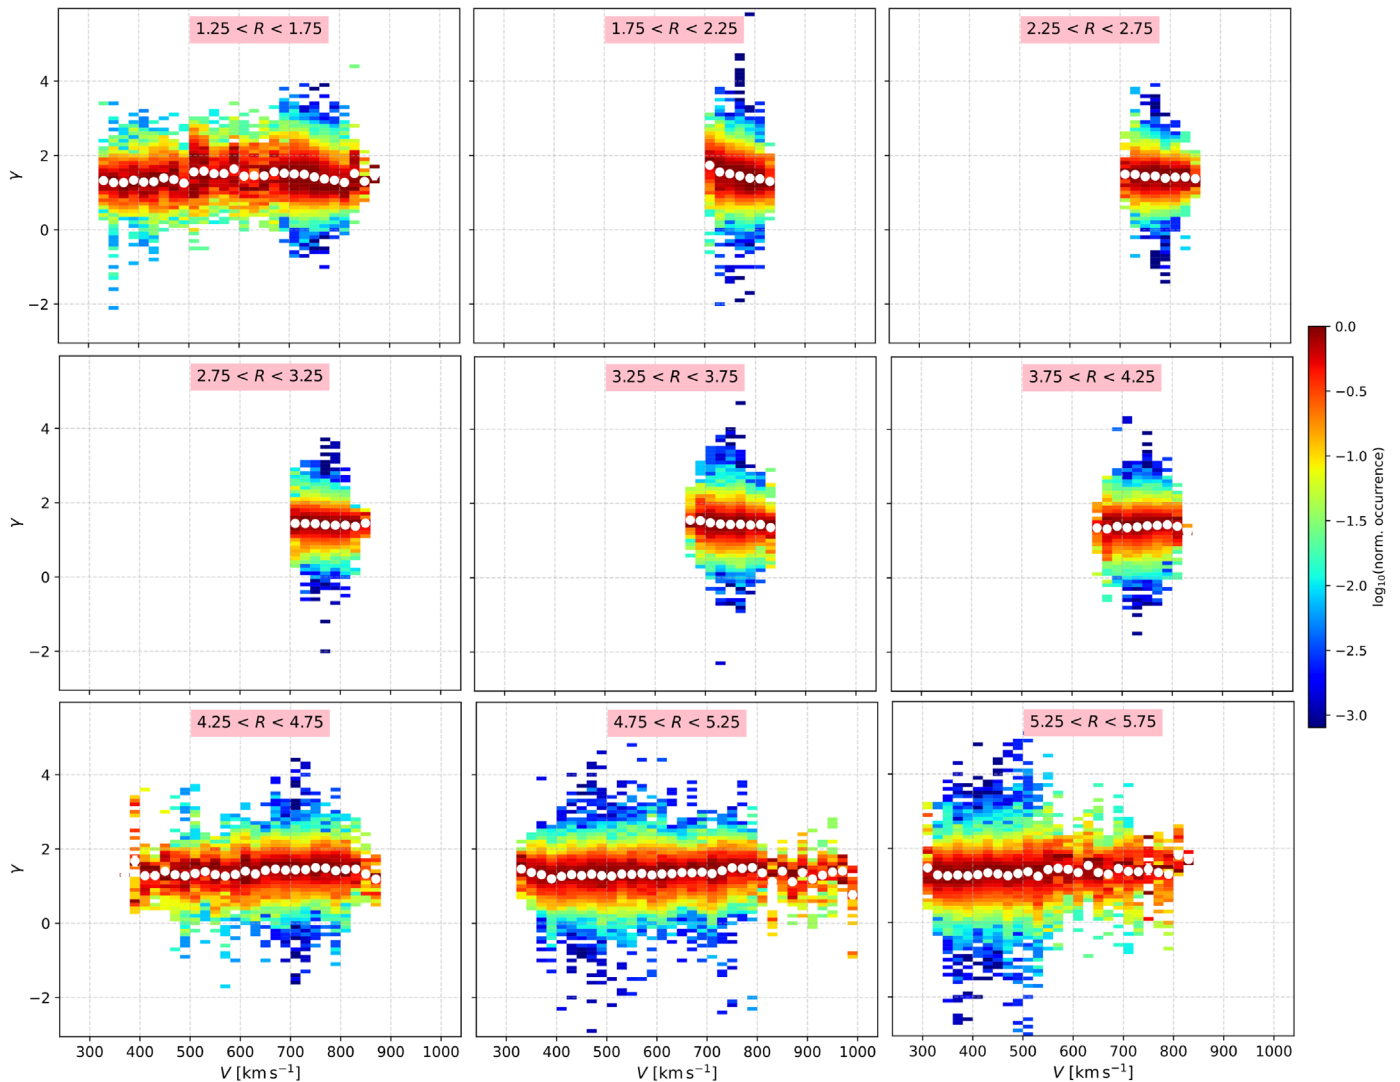 1.25 < R < 1.75
1.75 < R < 2.25
2.25 < R < 2.75
4
2
0
−2
γ
2.75 < R < 3.25
3.25 < R < 3.75
3.75 < R < 4.25
4
2
0
−2
γ
4.25 < R < 4.75
4.75 < R < 5.25
5.25 < R < 5.75
4
2
0
−2
γ
300 400 500 600 700 800 900 1000
300 400 500 600 700 800 900 1000
300 400 500 600 700 800 900 1000
V [km s⁻¹]
V [km s⁻¹]
V [km s⁻¹]
0.0
−0.5
−1.0
−1.5
−2.0
−2.5
−3.0
log₁₀(norm. occurrence)